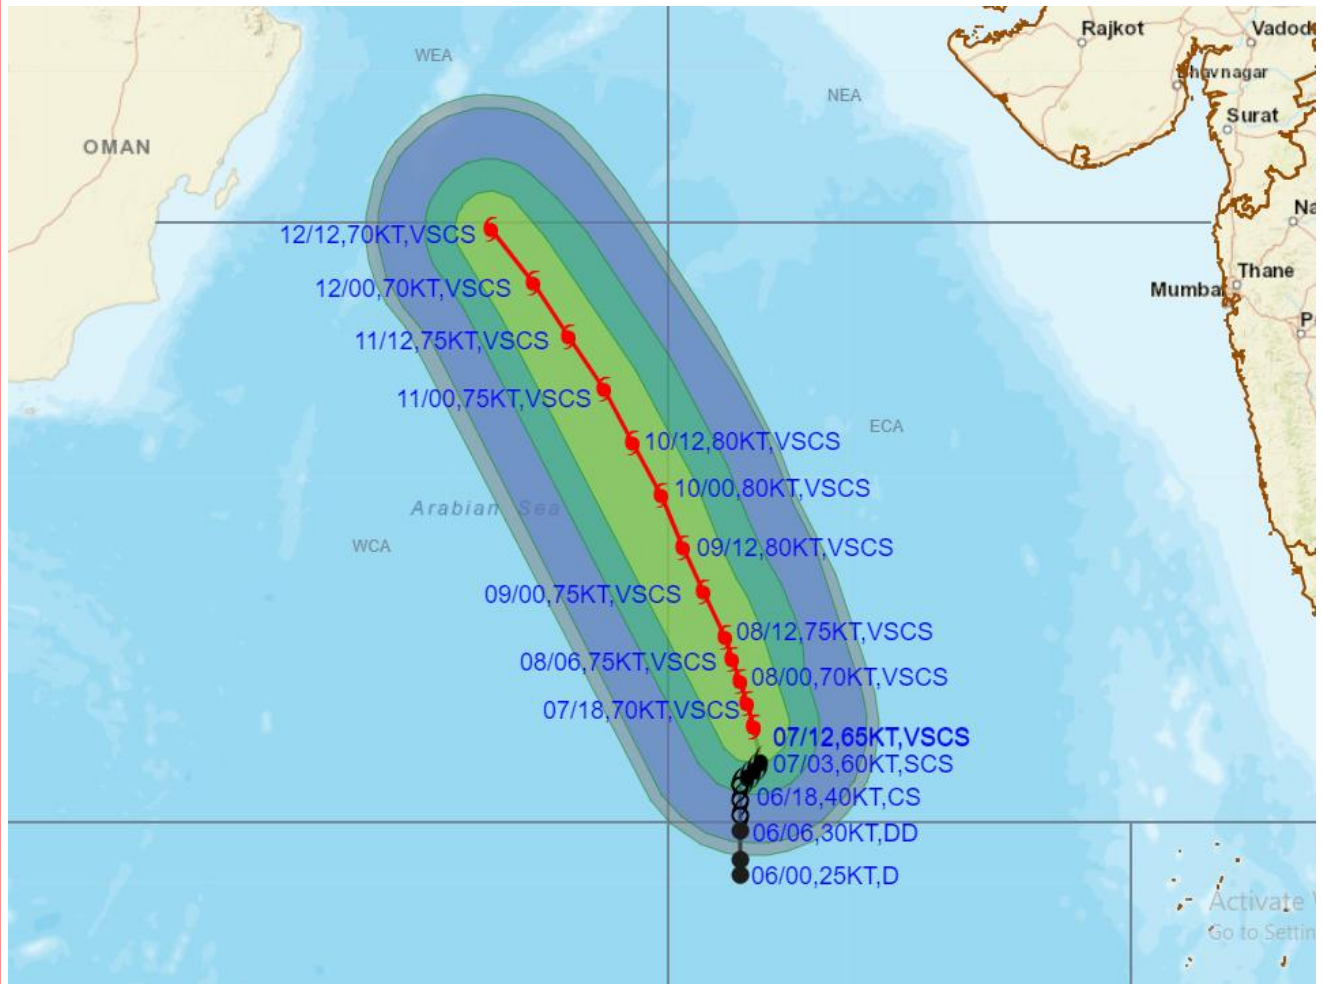 Rajkot
Vadod
WEA
Bhavnagar
NEA
Surat
OMAN
Na
12/12,70KT,VSCS
Thane
12/00,70KT,VSCS
Mumba
P
11/12,75KT,VSCS
11/00,75KT,VSCS
ECA
10/12,80KT,VSCS
10/00,80KT,VSCS
Arabian Sea
WCA
09/12,80KT,VSCS
09/00,75KT,VSCS
08/12,75KT,VSCS
08/06,75KT,VSCS
08/00,70KT,VSCS
07/18,70KT,VSCS
07/12,65KT,VSCS
07/03,60KT,SCS
06/18,40KT,CS
06/06,30KT,DD
06/00,25KT,D
Activate
Go to Settin